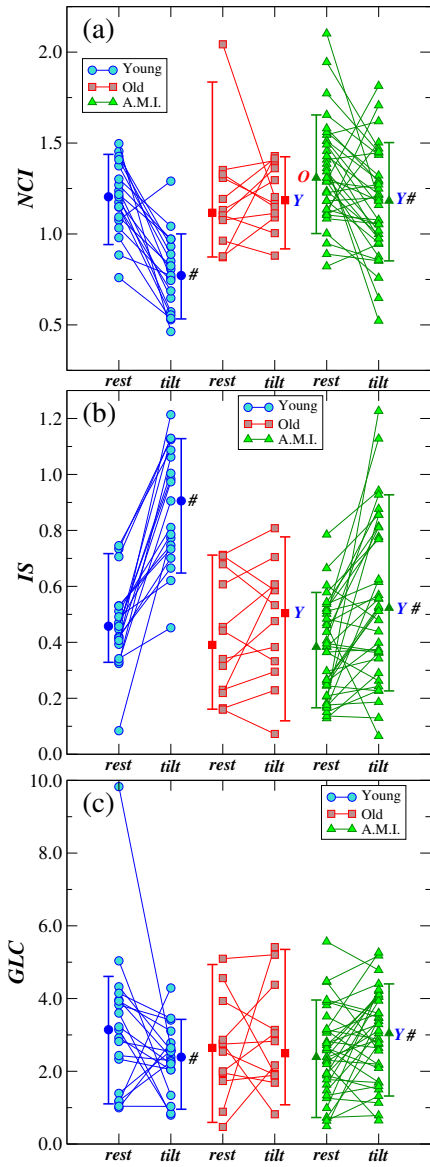 (a)
Young
Old
A.M.I.
NCI
2.0
1.5
1.0
0.5
O
Y
Y#
#
rest tilt rest tilt rest tilt
(b)
Young
Old
A.M.I.
IS
1.2
1.0
0.8
0.6
0.4
0.2
0.0
#
Y
Y #
rest tilt rest tilt rest tilt
(c)
Young
Old
A.M.I.
GLC
10.0
8.0
6.0
4.0
2.0
0.0
#
Y #
rest tilt rest tilt rest tilt